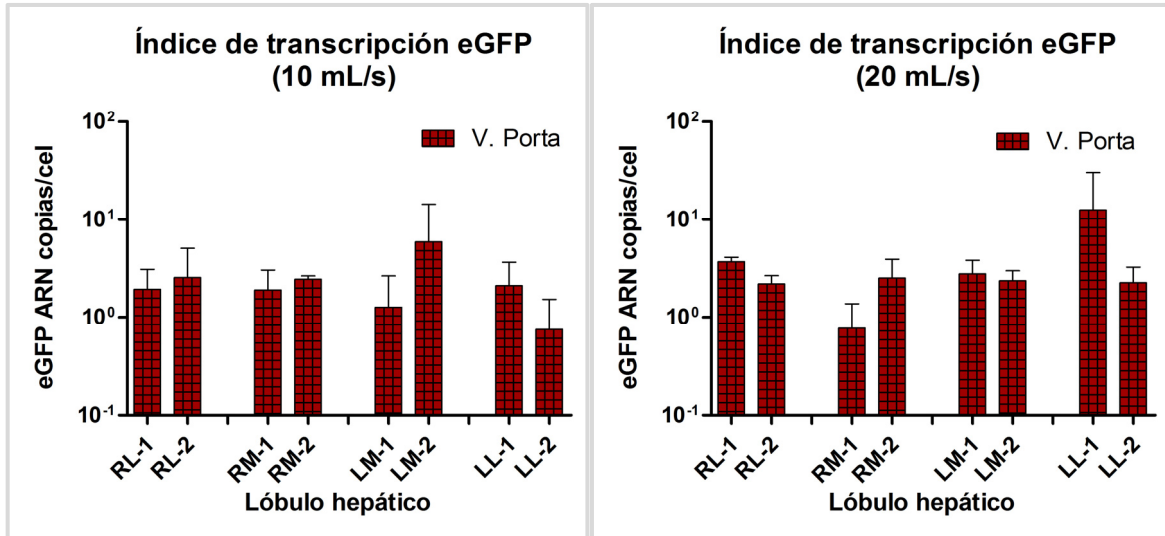 Índice de transcripción eGFP
(10 mL/s)
10²
10¹
10⁰
10⁻¹
eGFP ARN copias/cel
V. Porta
RL-1
RL-2
RM-1
RM-2
LM-1
LM-2
LL-1
LL-2
Lóbulo hepático
Índice de transcripción eGFP
(20 mL/s)
10²
10¹
10⁰
10⁻¹
eGFP ARN copias/cel
V. Porta
RL-1
RL-2
RM-1
RM-2
LM-1
LM-2
LL-1
LL-2
Lóbulo hepático